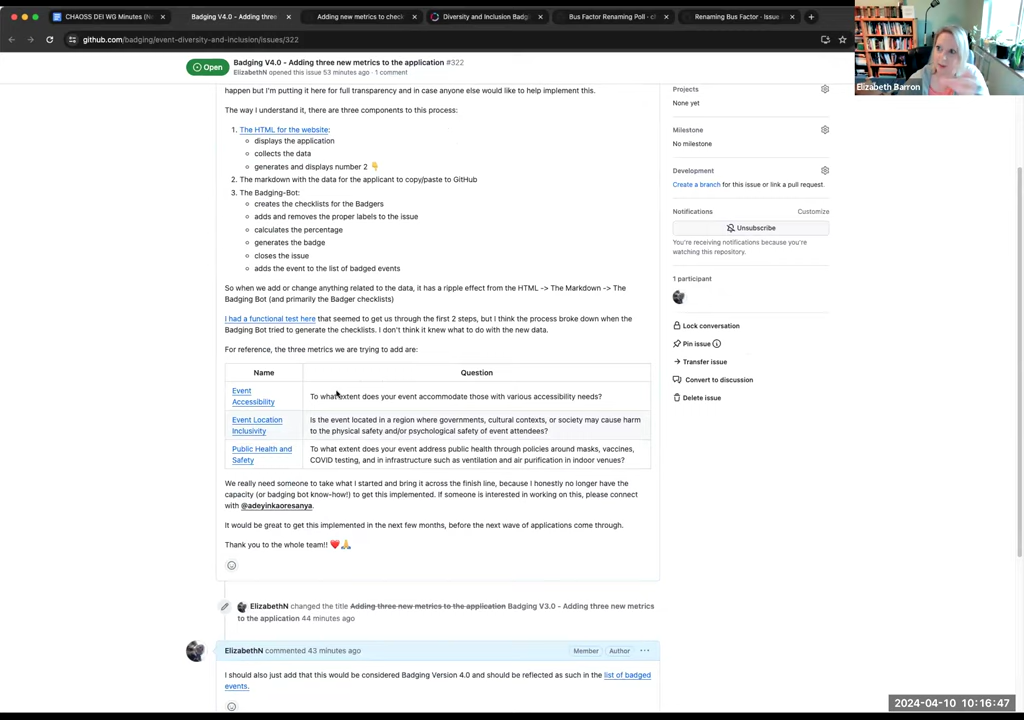 CHAOSS DEI WG Minutes (N
Badging V4.0 - Adding three
Adding new metrics to check
Diversity and Inclusion Badg
Bus Factor Renaming Poll - c
Renaming Bus Factor · Issue
github.com/badging/event-diversity-and-inclusion/issues/322
Elizabeth Barron
Open
Badging V4.0 - Adding three new metrics to the application #322
ElizabethN opened this issue 53 minutes ago · 1 comment
happen but I'm putting it here for full transparency and in case anyone else would like to help implement this.
The way I understand it, there are three components to this process:
1. The HTML for the website:
displays the application
collects the data
generates and displays number 2 👇
2. The markdown with the data for the applicant to copy/paste to GitHub
3. The Badging-Bot:
creates the checklists for the Badgers
adds and removes the proper labels to the issue
calculates the percentage
generates the badge
closes the issue
adds the event to the list of badged events
So when we add or change anything related to the data, it has a ripple effect from the HTML -> The Markdown -> The
Badging Bot (and primarily the Badger checklists)
I had a functional test here that seemed to get us through the first 2 steps, but I think the process broke down when the
Badging Bot tried to generate the checklists. I don't think it knew what to do with the new data.
For reference, the three metrics we are trying to add are:
Name Question
Event
Accessibility
To what extent does your event accommodate those with various accessibility needs?
Event Location
Inclusivity
Is the event located in a region where governments, cultural contexts, or society may cause harm
to the physical safety and/or psychological safety of event attendees?
Public Health and
Safety
To what extent does your event address public health through policies around masks, vaccines,
COVID testing, and in infrastructure such as ventilation and air purification in indoor venues?
We really need someone to take what I started and bring it across the finish line, because I honestly no longer have the
capacity (or badging bot know-how!) to get this implemented. If someone is interested in working on this, please connect
with @adeyinkaoresanya.
It would be great to get this implemented in the next few months, before the next wave of applications come through.
Thank you to the whole team!! ❤️🙏
ElizabethN changed the title Adding three new metrics to the application Badging V3.0 - Adding three new metrics
to the application 44 minutes ago
ElizabethN commented 43 minutes ago
Member
Author
I should also just add that this would be considered Badging Version 4.0 and should be reflected as such in the list of badged
events.
Projects
None yet
Milestone
No milestone
Development
Create a branch for this issue or link a pull request.
Notifications
Customize
Unsubscribe
You're receiving notifications because you're
watching this repository.
1 participant
Lock conversation
Pin issue
Transfer issue
Convert to discussion
Delete issue
2024-04-10 10:16:47